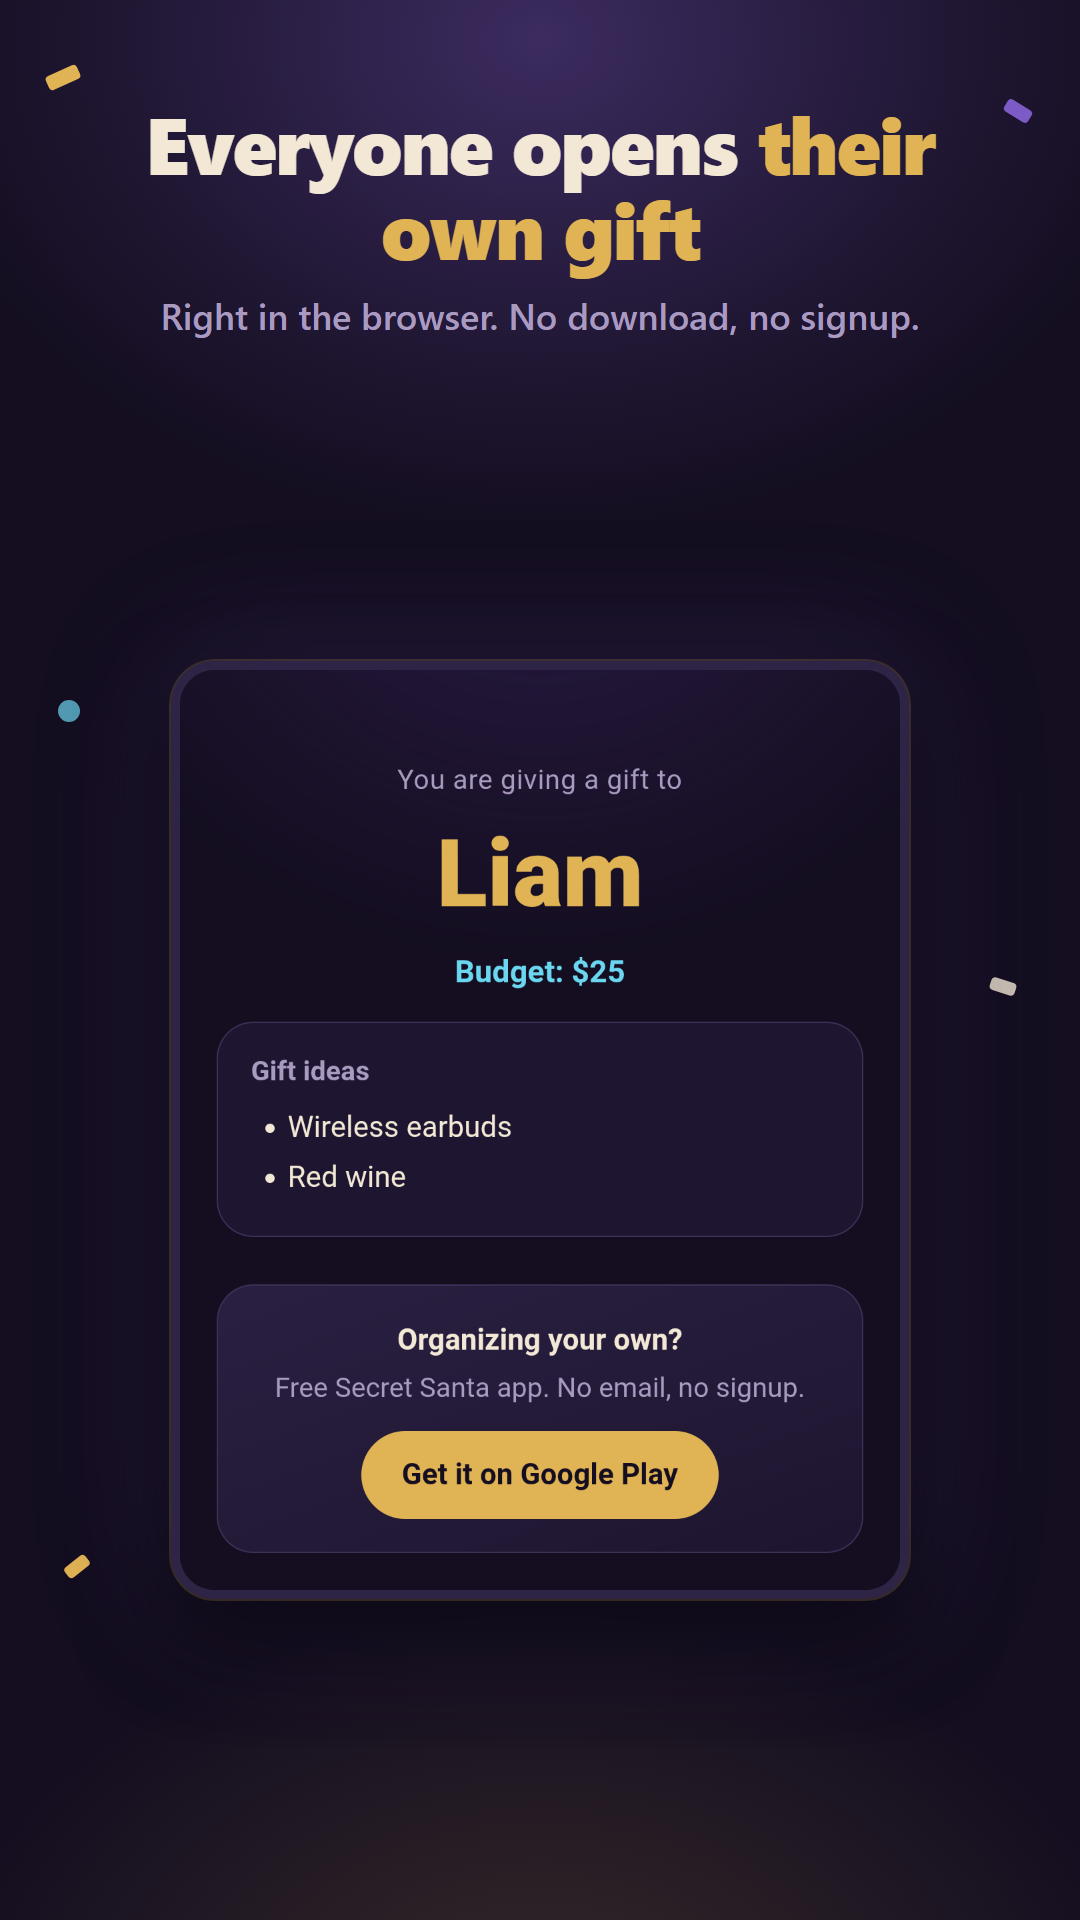 Everyone opens their
own gift
Right in the browser. No download, no signup.
You are giving a gift to
Liam
Budget: $25
Gift ideas
• Wireless earbuds
• Red wine
Organizing your own?
Free Secret Santa app. No email, no signup.
Get it on Google Play